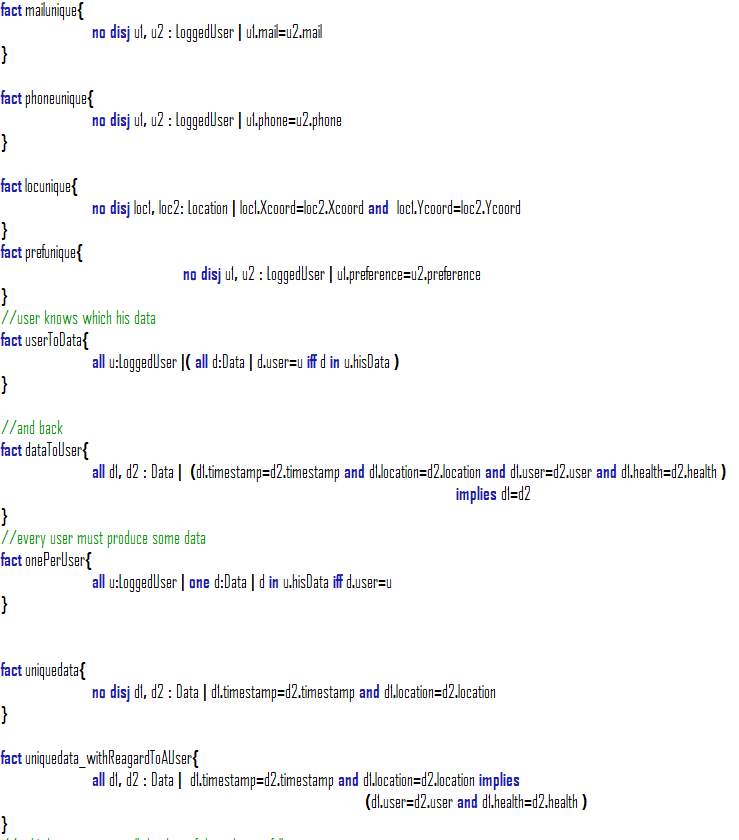 fact mailunique{
no disj u1, u2 : LoggedUser | u1.mail=u2.mail
}
fact phoneunique{
no disj u1, u2 : LoggedUser | u1.phone=u2.phone
}
fact locunique{
no disj loc1, loc2: Location | loc1.Xcoord=loc2.Xcoord and loc1.Ycoord=loc2.Ycoord
}
fact prefunique{
no disj u1, u2 : LoggedUser | u1.preference=u2.preference
}
//user knows which his data
fact userToData{
all u:LoggedUser |( all d:Data | d.user=u iff d in u.hisData )
}
//and back
fact dataToUser{
all d1, d2 : Data | (d1.timestamp=d2.timestamp and d1.location=d2.location and d1.user=d2.user and d1.health=d2.health )
implies d1=d2
}
//every user must produce some data
fact onePerUser{
all u:LoggedUser | one d:Data | d in u.hisData iff d.user=u
}
fact uniquedata{
no disj d1, d2 : Data | d1.timestamp=d2.timestamp and d1.location=d2.location
}
fact uniquedata_withReagardToAUser{
all d1, d2 : Data | d1.timestamp=d2.timestamp and d1.location=d2.location implies
(d1.user=d2.user and d1.health=d2.health )
}